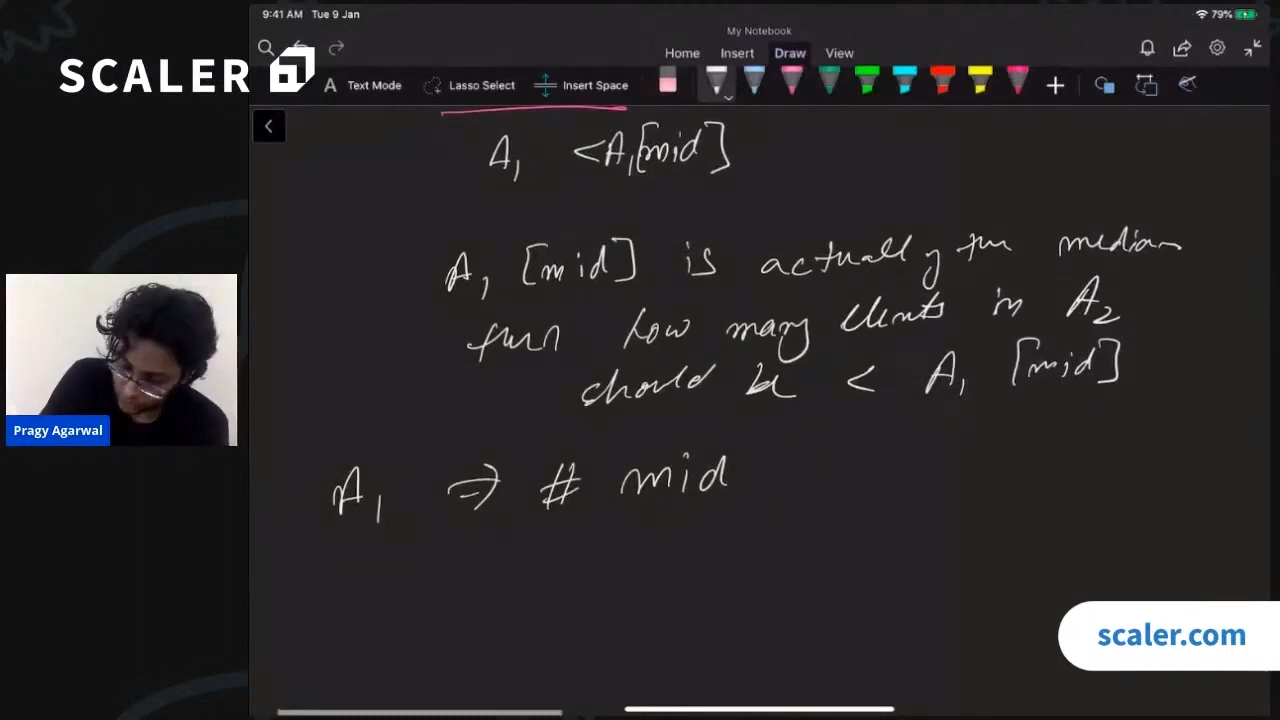 9:41 AM Tue 9 Jan
79%
My Notebook
Home Insert Draw View
SCALER
A Text Mode Lasso Select Insert Space
A1 < A1[mid]
A1 [mid] is actually the median
then how many elements in A2
should be < A1 [mid]
Pragy Agarwal
A1 ⇒ # mid
scaler.com